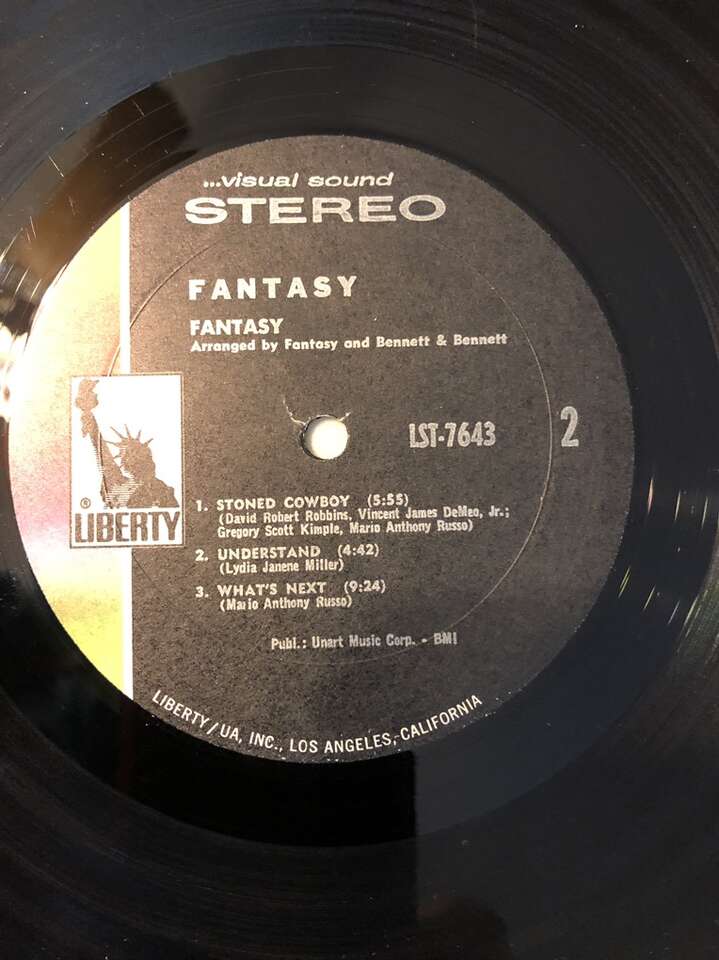 ...visual sound
STEREO
FANTASY
FANTASY
Arranged by Fantasy and Bennett & Bennett
LST-7643
2
® LIBERTY
1. STONED COWBOY (5:55)
(David Robert Robbins, Vincent James DeMeo, Jr.;
Gregory Scott Kimple, Mario Anthony Russo)
2. UNDERSTAND (4:42)
(Lydia Janene Miller)
3. WHAT'S NEXT (9:24)
(Mario Anthony Russo)
Publ.: Unart Music Corp. - BMI
LIBERTY/UA, INC., LOS ANGELES, CALIFORNIA